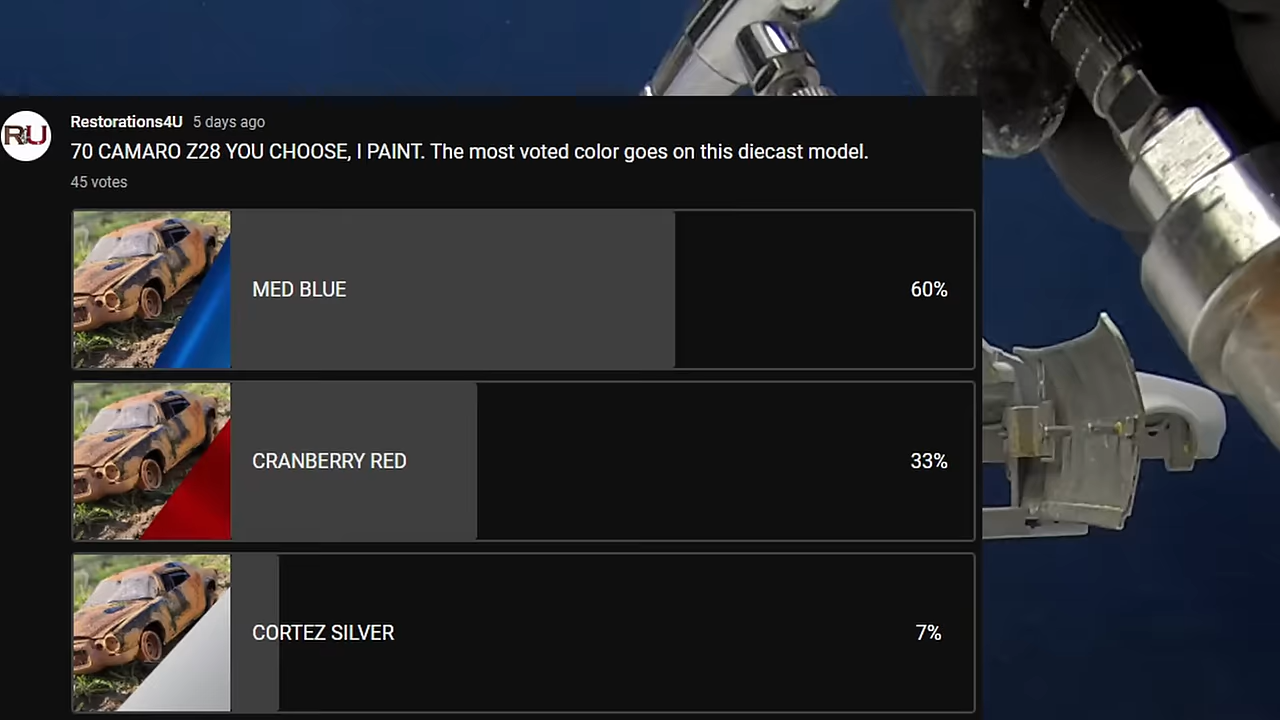 RU
Restorations4U 5 days ago
70 CAMARO Z28 YOU CHOOSE, I PAINT. The most voted color goes on this diecast model.
45 votes
MED BLUE 60%
CRANBERRY RED 33%
CORTEZ SILVER 7%